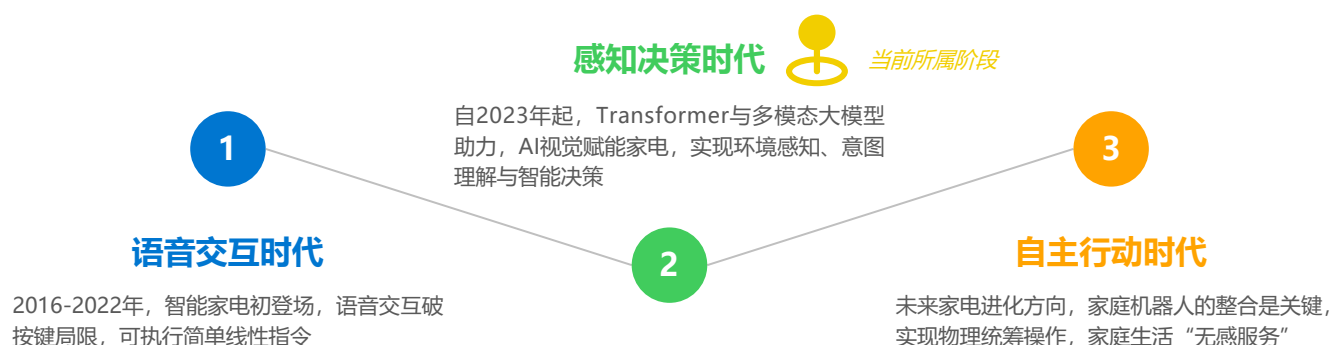 感知决策时代
当前所属阶段
自2023年起，Transformer与多模态大模型
助力，AI视觉赋能家电，实现环境感知、意图
理解与智能决策
1
语音交互时代
2016-2022年，智能家电初登场，语音交互破
按键局限，可执行简单线性指令
2
3
自主行动时代
未来家电进化方向，家庭机器人的整合是关键，
实现物理统筹操作，家庭生活“无感服务”